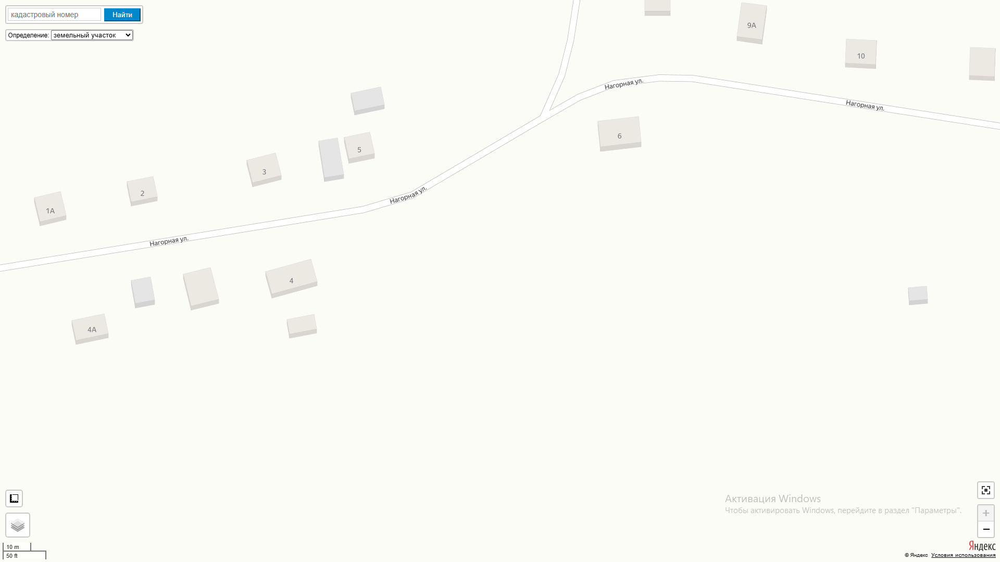 кадастровый номер
Найти
Определение: земельный участок
9А
10
Нагорная ул.
Нагорная ул.
6
5
3
2
1А
Нагорная ул.
Нагорная ул.
4
4А
Активация Windows
Чтобы активировать Windows, перейдите в раздел "Параметры".
+
−
10 m
50 ft
Яндекс
© Яндекс Условия использования